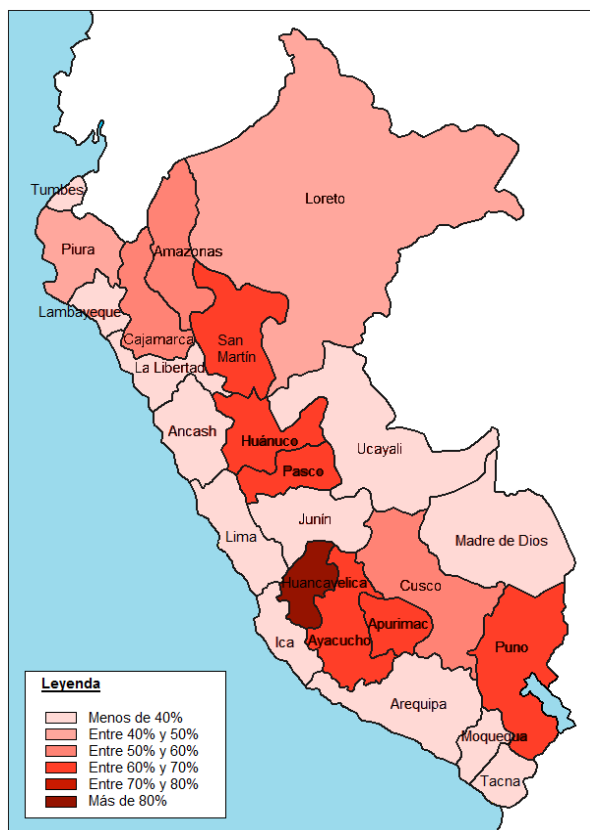 Tumbes
Loreto
Piura
Amazonas
Lambayeque
Cajamarca
San
Martín
La Libertad
Ancash
Huánuco
Ucayali
Pasco
Junín
Lima
Madre de Dios
Huancayelica
Cusco
Apurimac
Ayacucho
Ica
Puno
Arequipa
Moquegua
Tacna
Leyenda
Menos de 40%
Entre 40% y 50%
Entre 50% y 60%
Entre 60% y 70%
Entre 70% y 80%
Más de 80%